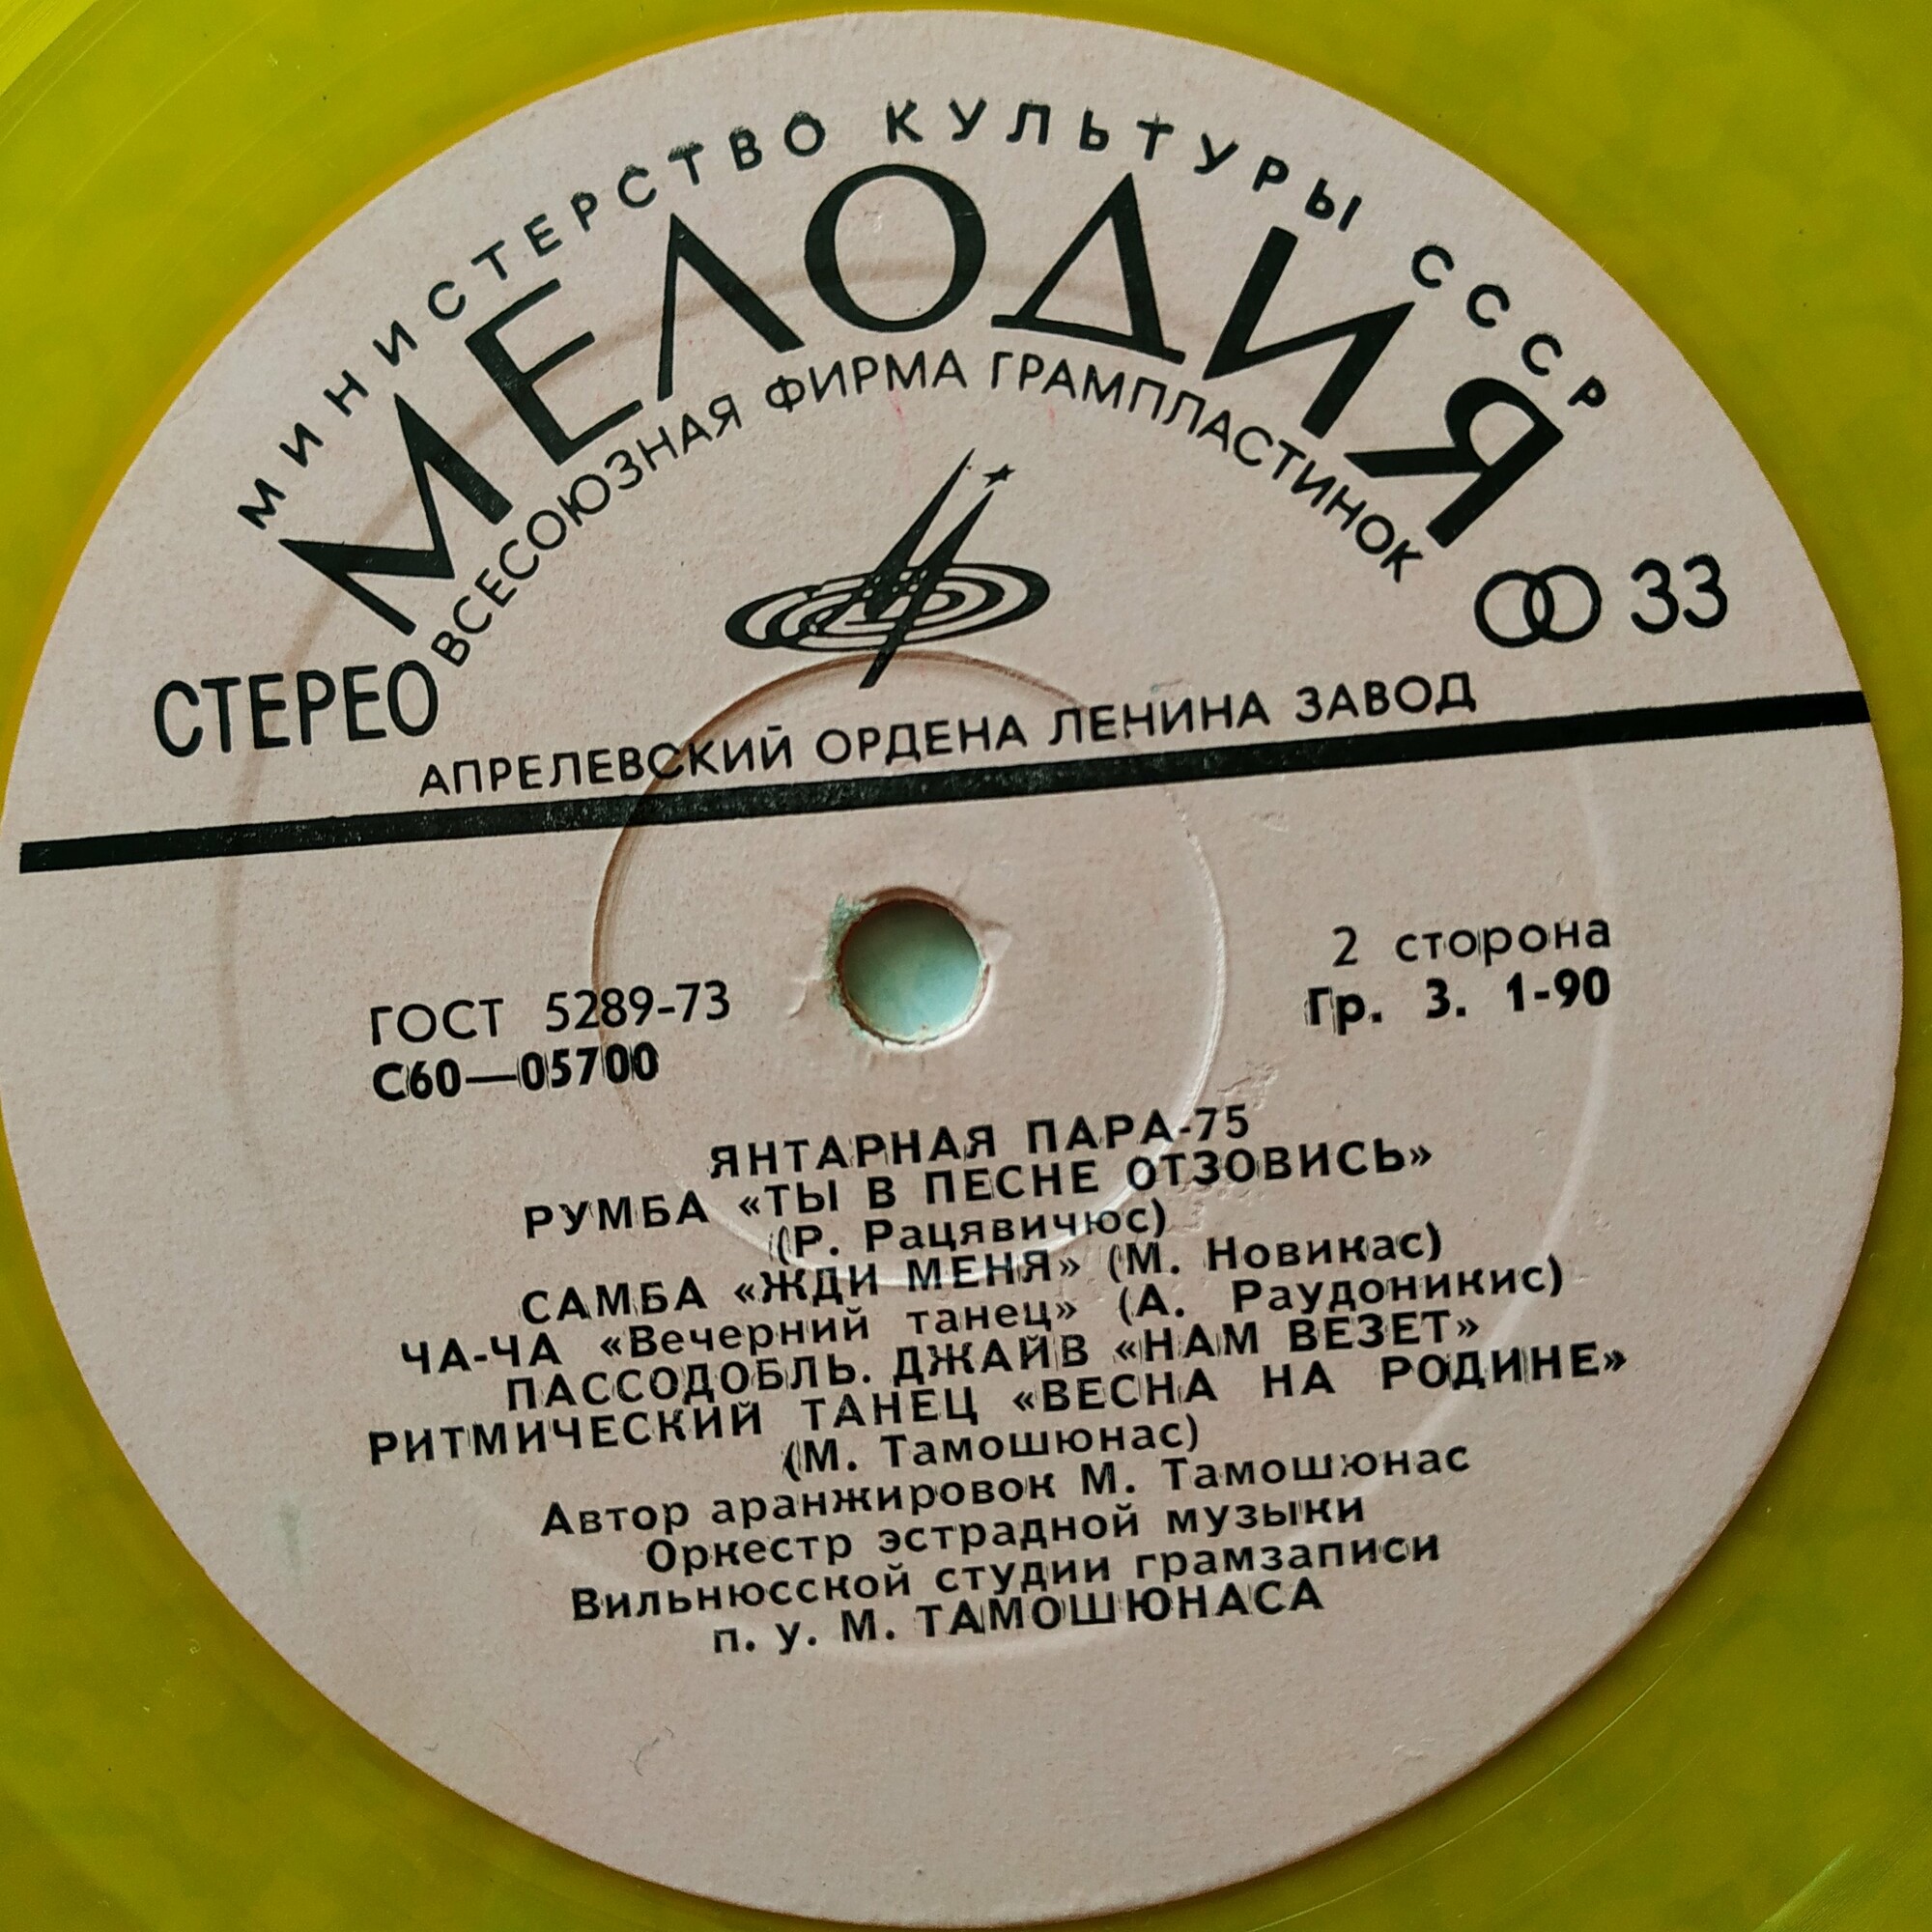 МИНИСТЕРСТВО КУЛЬТУРЫ СССР
МЕЛОДИЯ
ВСЕСОЮЗНАЯ ФИРМА ГРАМПЛАСТИНОК
СТЕРЕО
33
АПРЕЛЕВСКИЙ ОРДЕНА ЛЕНИНА ЗАВОД
ГОСТ 5289-73
С60—05700
2 сторона
Гр. 3. 1-90
ЯНТАРНАЯ ПАРА-75
РУМБА «ТЫ В ПЕСНЕ ОТЗОВИСЬ»
(Р. Рацявичюс)
САМБА «ЖДИ МЕНЯ» (М. Новикас)
ЧА-ЧА «Вечерний танец» (А. Раудоникис)
ПАССОДОБЛЬ. ДЖАЙВ «НАМ ВЕЗЕТ»
РИТМИЧЕСКИЙ ТАНЕЦ «ВЕСНА НА РОДИНЕ»
(М. Тамошюнас)
Автор аранжировок М. Тамошюнас
Оркестр эстрадной музыки
Вильнюсской студии грамзаписи
п. у. М. ТАМОШЮНАСА